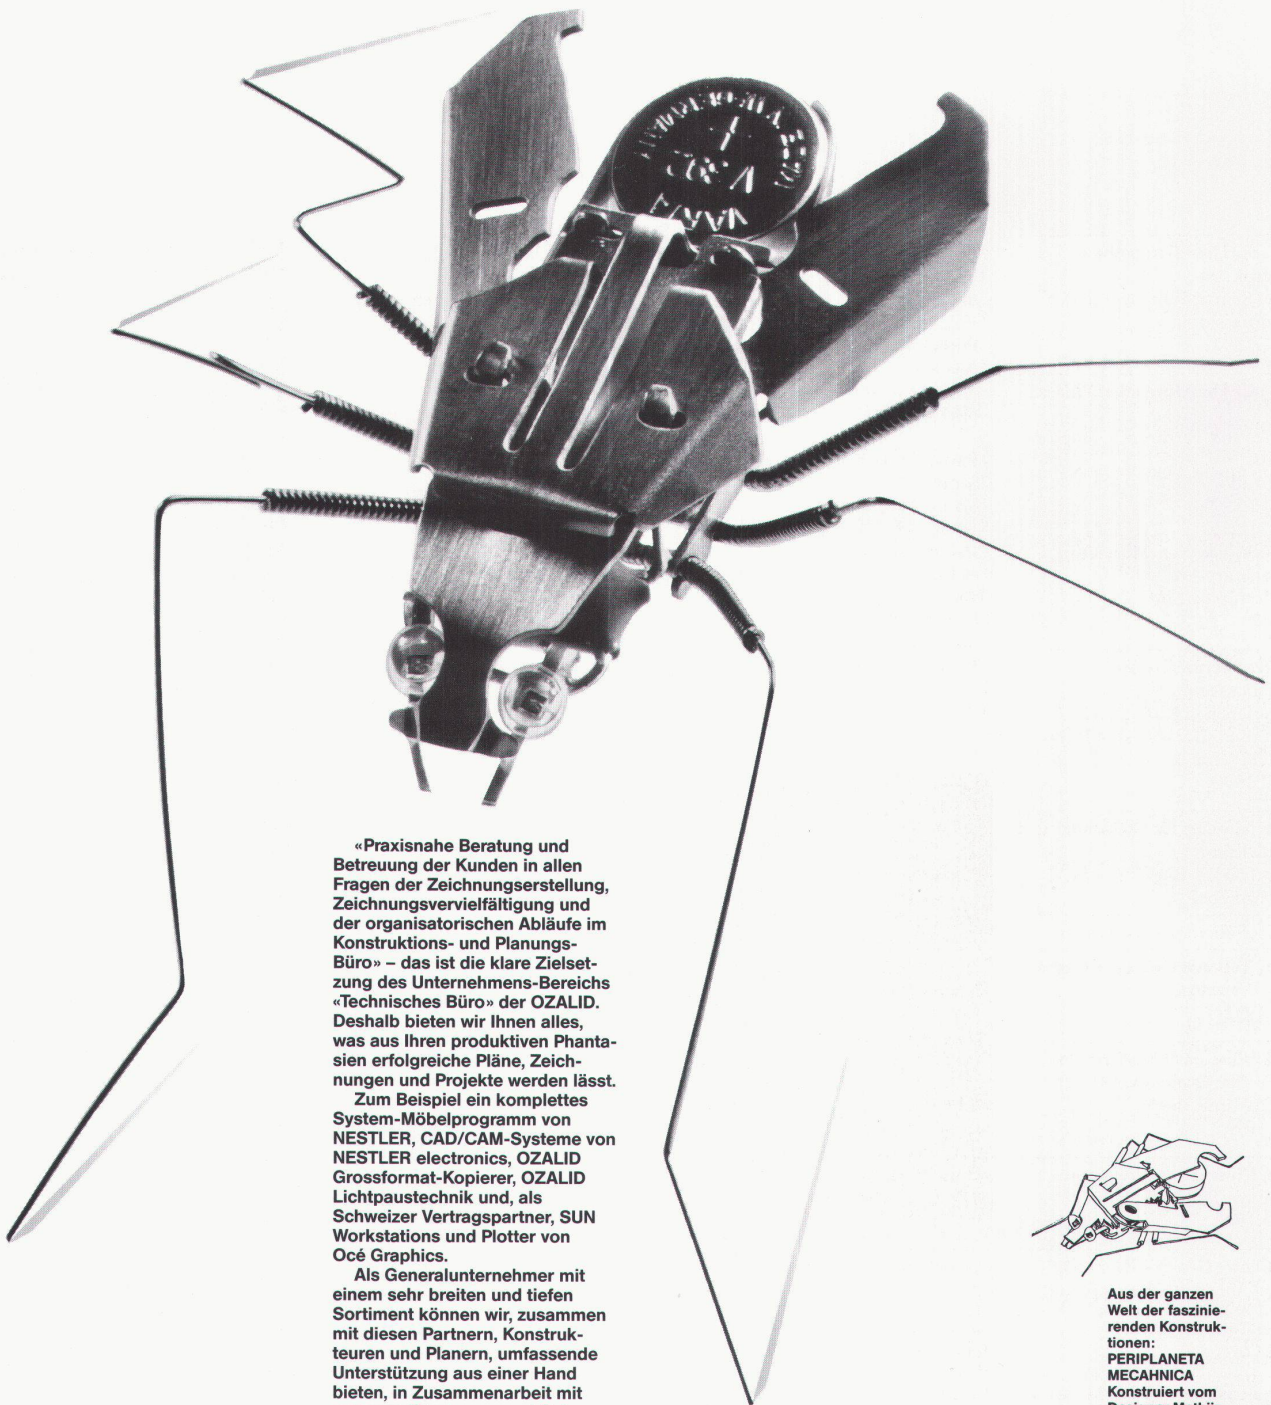 «Praxisnahe Beratung und
Betreuung der Kunden in allen
Fragen der Zeichnungserstellung,
Zeichnungsvervielfältigung und
der organisatorischen Abläufe im
Konstruktions- und Planungs-
Büro» – das ist die klare Zielset-
zung des Unternehmens-Bereichs
«Technisches Büro» der OZALID.
Deshalb bieten wir Ihnen alles,
was aus Ihren produktiven Phanta-
sien erfolgreiche Pläne, Zeich-
nungen und Projekte werden lässt.
Zum Beispiel ein komplettes
System-Möbelprogramm von
NESTLER, CAD/CAM-Systeme von
NESTLER electronics, OZALID
Grossformat-Kopierer, OZALID
Lichtpaustechnik und, als
Schweizer Vertragspartner, SUN
Workstations und Plotter von
Océ Graphics.
Als Generalunternehmer mit
einem sehr breiten und tiefen
Sortiment können wir, zusammen
mit diesen Partnern, Konstruk-
teuren und Planern, umfassende
Unterstützung aus einer Hand
bieten, in Zusammenarbeit mit
Aus der ganzen
Welt der faszinie-
renden Konstruk-
tionen:
PERIPLANETA
MECAHNICA
Konstruiert vom